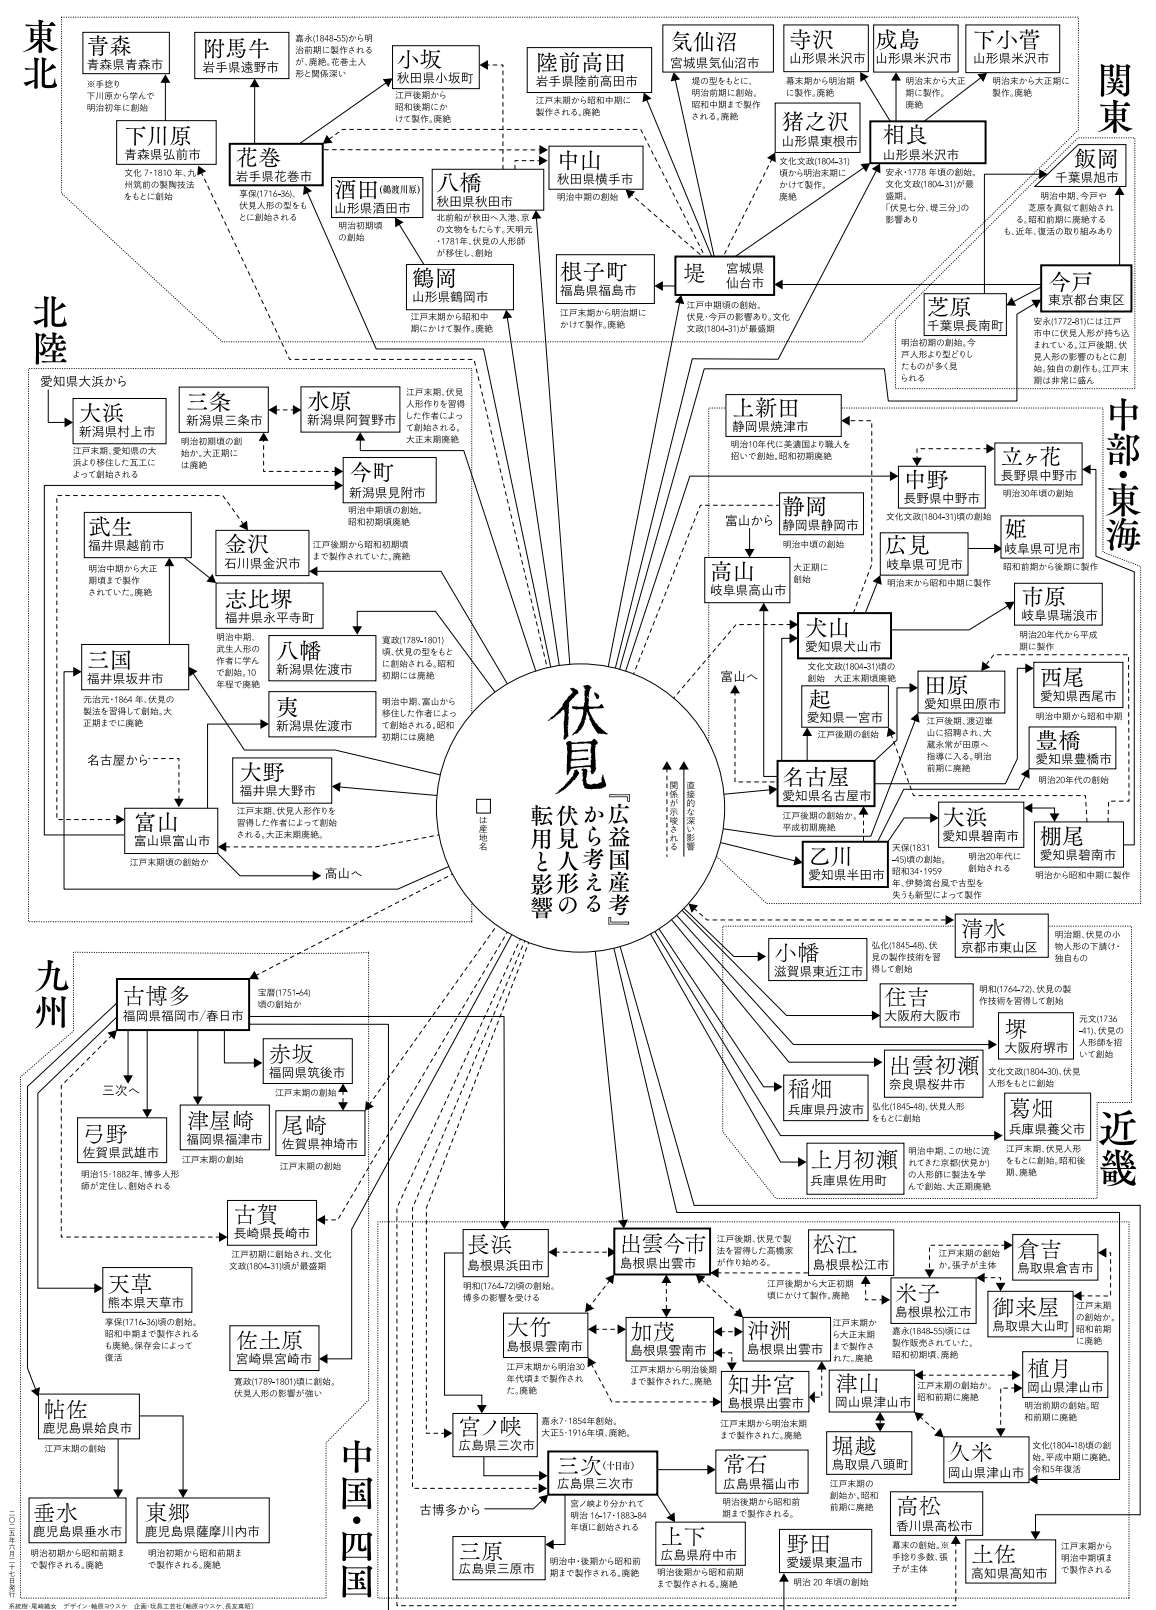 東北
青森
青森県青森市
※手捻り
下川原から学んで
明治初年に創始
附馬牛
岩手県遠野市
嘉永(1848-55)から明
治前期に製作される
が、廃絶。花巻土人
形と関係深い
小坂
秋田県小坂町
江戸後期から
昭和後期にか
けて製作。廃絶
陸前高田
岩手県陸前高田市
江戸末期から昭和中期に
製作される。廃絶
気仙沼
宮城県気仙沼市
堤の型をもとに、
明治前期に創始。
昭和中期まで製作
される。廃絶
寺沢
山形県米沢市
幕末期から明治期
に製作。廃絶
成島
山形県米沢市
明治末から大正
期に製作。
廃絶
下小菅
山形県米沢市
明治末から大正期に
製作。廃絶
下川原
青森県弘前市
文化7・1810年、九
州筑前の製陶技法
をもとに創始
花巻
岩手県花巻市
享保(1716-36)、
伏見人形の型をも
とに創始される
酒田(鶴渡川原)
山形県酒田市
明治初期頃
の創始
八橋
秋田県秋田市
北前船が秋田へ入港、京
の文物をもたらす。天明元
・1781年、伏見の人形師
が移住し、創始
中山
秋田県横手市
明治中期の創始
猪之沢
山形県東根市
文化文政(1804-31)
頃から明治末期に
かけて製作。
廃絶
相良
山形県米沢市
安永・1778年頃の創始。
文化文政(1804-31)が最
盛期。
「伏見七分、堤三分」の
影響あり
鶴岡
山形県鶴岡市
江戸末期から昭和中
期にかけて製作。廃絶
根子町
福島県福島市
江戸末期から明治期に
かけて製作。廃絶
堤
宮城県
仙台市
江戸中期頃の創始。
伏見・今戸の影響あり。文化
文政(1804-31)が最盛期
関東
飯岡
千葉県旭市
明治中期、今戸や
芝原を真似て創始され
る。昭和前期に廃絶する
も、近年、復活の取り組みあり
今戸
東京都台東区
安永(1772-81)には江戸
市中に伏見人形が持ち込
まれている。江戸後期、伏
見人形の影響のもとに創
始。独自の創作も。江戸末
期は非常に盛ん
芝原
千葉県長南町
明治初期の創始。今
戸人形より型どりし
たものが多く見
られる
北陸
愛知県大浜から
大浜
新潟県村上市
江戸末期、愛知県の大
浜より移住した瓦工に
よって創始される
三条
新潟県三条市
明治初期頃の創
始か。大正期に
は廃絶
水原
新潟県阿賀野市
江戸末期、伏見
人形作りを習得
した作者によっ
て創始される。
大正末期廃絶
今町
新潟県見附市
明治中期頃の創始。
昭和初期頃廃絶
武生
福井県越前市
明治中期から大正
期頃まで製作
されていた。廃絶
金沢
石川県金沢市
江戸後期から昭和初期頃
まで製作されていた。廃絶
志比堺
福井県永平寺町
明治中期、
武生人形の
作者に学ん
で創始。10
年程で廃絶
八幡
新潟県佐渡市
寛政(1789-1801)
頃、伏見の型をもと
に創始される。昭和
初期には廃絶
三国
福井県坂井市
元治元・1864年、伏見の
製法を習得して創始。大
正期までに廃絶
夷
新潟県佐渡市
明治中期、富山から
移住した作者によっ
て創始される。昭和
初期には廃絶
名古屋から
大野
福井県大野市
江戸末期、伏見人形作りを
習得した作者によって創始
される。大正末期廃絶。
富山
富山県富山市
江戸末期頃の創始か
高山へ
伏見
『広益国産考』
から考える
伏見人形の
転用と影響
直接的な深い影響
関係が示唆される
□は産地名
中部・東海
上新田
静岡県焼津市
明治10年代に美濃国より職人を
招いで創始。昭和初期廃絶
中野
長野県中野市
文化文政(1804-31)頃の創始
立ヶ花
長野県中野市
明治30年頃の創始
静岡
静岡県静岡市
明治中頃の創始
富山から
高山
岐阜県高山市
大正期に
創始
広見
岐阜県可児市
明治末から昭和中期に製作
姫
岐阜県可児市
昭和前期から後期に製作
市原
岐阜県瑞浪市
明治20年代から平成
期に製作
犬山
愛知県犬山市
文化文政(1804-31)頃の
創始 大正末期頃廃絶
富山へ
起
愛知県一宮市
江戸後期の創始
田原
愛知県田原市
江戸後期、渡辺崋
山に招聘され、大
蔵永常が田原へ
指導に入る。明治
前期に廃絶
西尾
愛知県西尾市
明治中期から昭和中期
豊橋
愛知県豊橋市
明治20年代の創始
名古屋
愛知県名古屋市
江戸後期の創始か。
平成初期廃絶
大浜
愛知県碧南市
明治20年代に
創始される
棚尾
愛知県碧南市
明治から昭和中期に製作
乙川
愛知県半田市
天保(1831
-45)頃の創始。
昭和34・1959
年、伊勢湾台風で古型を
失うも新型によって製作
近畿
清水
京都市東山区
明治期、伏見の小
物人形の下請け・
独自もの
小幡
滋賀県東近江市
弘化(1845-48)、伏
見の製作技術を習
得して創始
住吉
大阪府大阪市
明和(1764-72)、伏見の製
作技術を習得して創始
堺
大阪府堺市
元文(1736
-41)、伏見の
人形師を招
いて創始
出雲初瀬
奈良県桜井市
文化文政(1804-30)、伏見
人形をもとに創始
稲畑
兵庫県丹波市
弘化(1845-48)、伏見人形
をもとに創始
葛畑
兵庫県養父市
江戸末期、伏見人形
をもとに創始。昭和後
期、廃絶
上月初瀬
兵庫県佐用町
明治中期、この地に流
れてきた京都(伏見か)
の人形師に製法を学
んで創始、大正期廃絶
九州
古博多
福岡県福岡市/春日市
宝暦(1751-64)
頃の創始か
赤坂
福岡県筑後市
江戸末期の創始
三次へ
弓野
佐賀県武雄市
明治15・1882年、博多人形
師が定住し、創始される
津屋崎
福岡県福津市
江戸末期の創始
尾崎
佐賀県神埼市
江戸末期の創始
古賀
長崎県長崎市
江戸初期に創始され、文化
文政(1804-31)頃が最盛期
天草
熊本県天草市
享保(1716-36)頃の創始。
昭和中期まで製作される
も廃絶。保存会によって
復活
佐土原
宮崎県宮崎市
寛政(1789-1801)頃に創始。
伏見人形の影響が強い
帖佐
鹿児島県姶良市
江戸末期の創始
垂水
鹿児島県垂水市
明治初期から昭和前期ま
で製作される。廃絶
東郷
鹿児島県薩摩川内市
明治初期から昭和前期ま
で製作される。廃絶
中国・四国
長浜
島根県浜田市
明和(1764-72)頃の創始。
博多の影響を受ける
出雲今市
島根県出雲市
江戸後期、伏見で製
法を習得した高橋家
が作り始める。
松江
島根県松江市
江戸後期から大正初期
頃にかけて製作。廃絶
江戸末期の創始
か。張子が主体
倉吉
鳥取県倉吉市
米子
島根県松江市
嘉永(1848-55)頃には
製作販売されていた。
昭和初期頃、廃絶
御来屋
鳥取県大山町
江戸末期
の創始か。
昭和前期
に廃絶
大竹
島根県雲南市
江戸末期から明治30
年代頃まで製作され
た。廃絶
加茂
島根県雲南市
江戸末期から明治後期
まで製作された。廃絶
沖洲
島根県出雲市
江戸末期か
ら大正末期
まで製作さ
れた。廃絶
知井宮
島根県出雲市
江戸末期から明治末期
まで製作された。廃絶
津山
岡山県津山市
江戸末期の創始か。
昭和前期に廃絶
植月
岡山県津山市
明治前期の創始。昭
和前期に廃絶
宮ノ峡
広島県三次市
嘉永7・1854年創始。
大正5・1916年頃、廃絶。
三次(十日市)
広島県三次市
宮ノ峡より分かれて
明治16-17・1883-84
年頃に創始される
古博多から
常石
広島県福山市
明治後期から昭和前
期まで製作される。
堀越
鳥取県八頭町
江戸末期の
創始か。昭和
前期に廃絶
久米
岡山県津山市
文化(1804-18)頃の創
始。平成中期に廃絶。
令和5年復活
三原
広島県三原市
明治中・後期から昭和前
期まで製作される。廃絶
上下
広島県府中市
明治後期から昭和前期
まで製作される。廃絶
野田
愛媛県東温市
明治20年頃の創始
高松
香川県高松市
幕末の創始。※
手捻り多数、張
子が主体
土佐
高知県高知市
江戸末期から
明治中期頃ま
で製作される
二〇二五年六月二十七日発行
系統樹・尾崎織女 デザイン・軸原ヨウスケ 企画・玩具工芸社(軸原ヨウスケ、長友真昭)